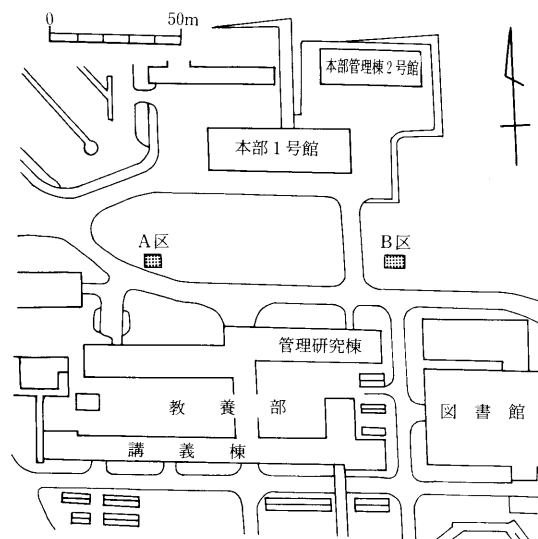 0 50m
本部管理棟2号館
本部1号館
A区
B区
管理研究棟
教養部
図書館
講義棟